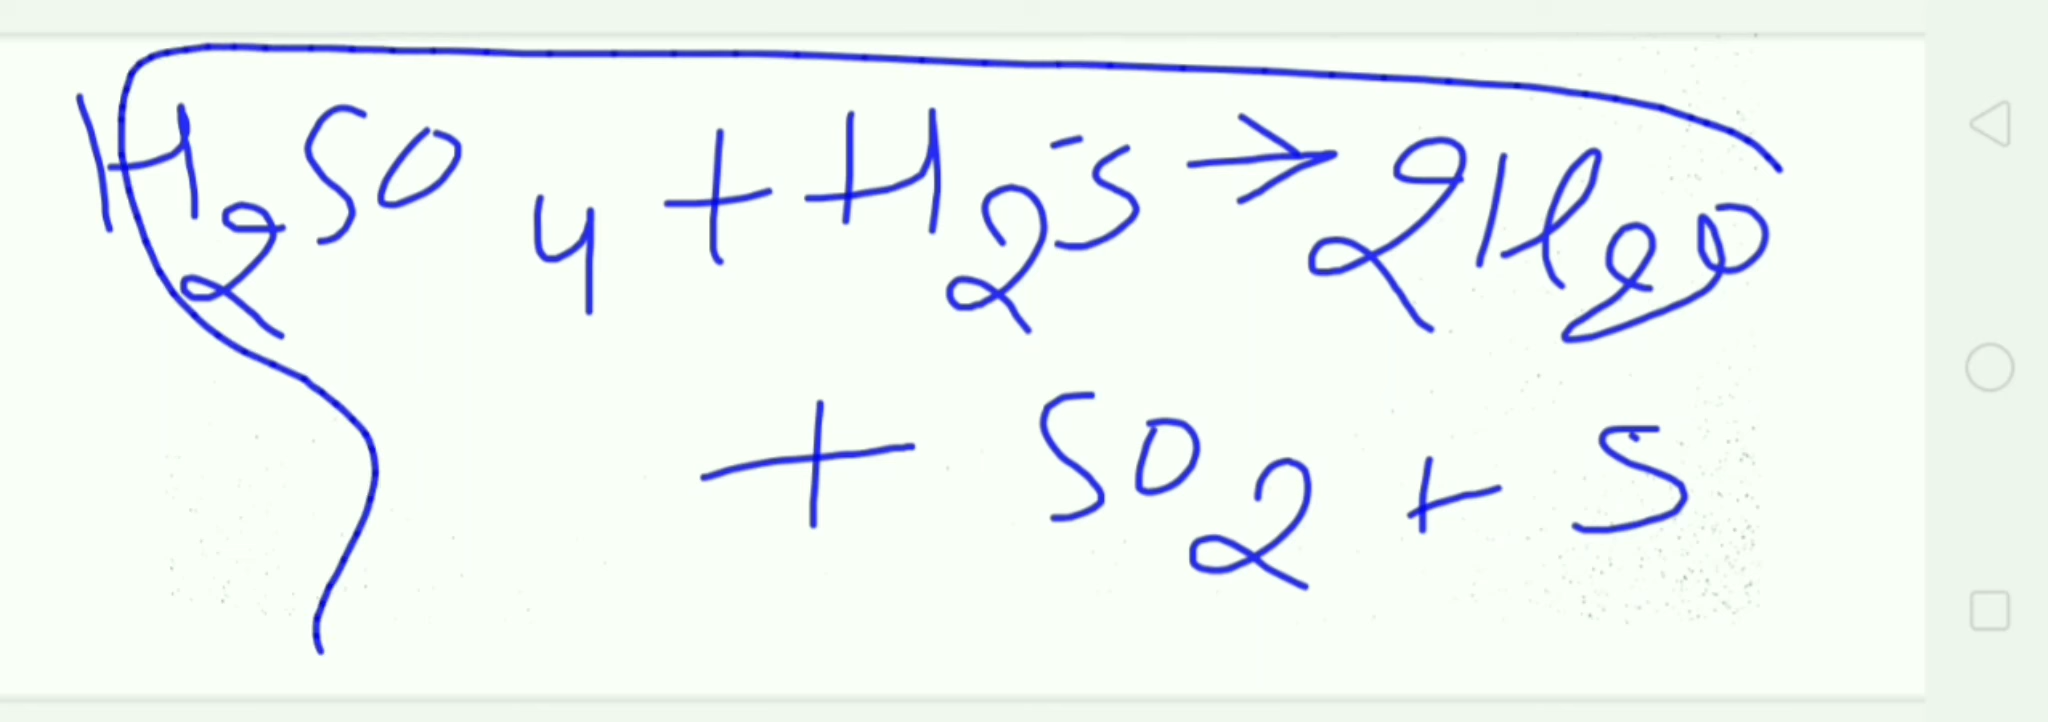 H2SO4 + H2S → 2H2O
+ SO2 + S